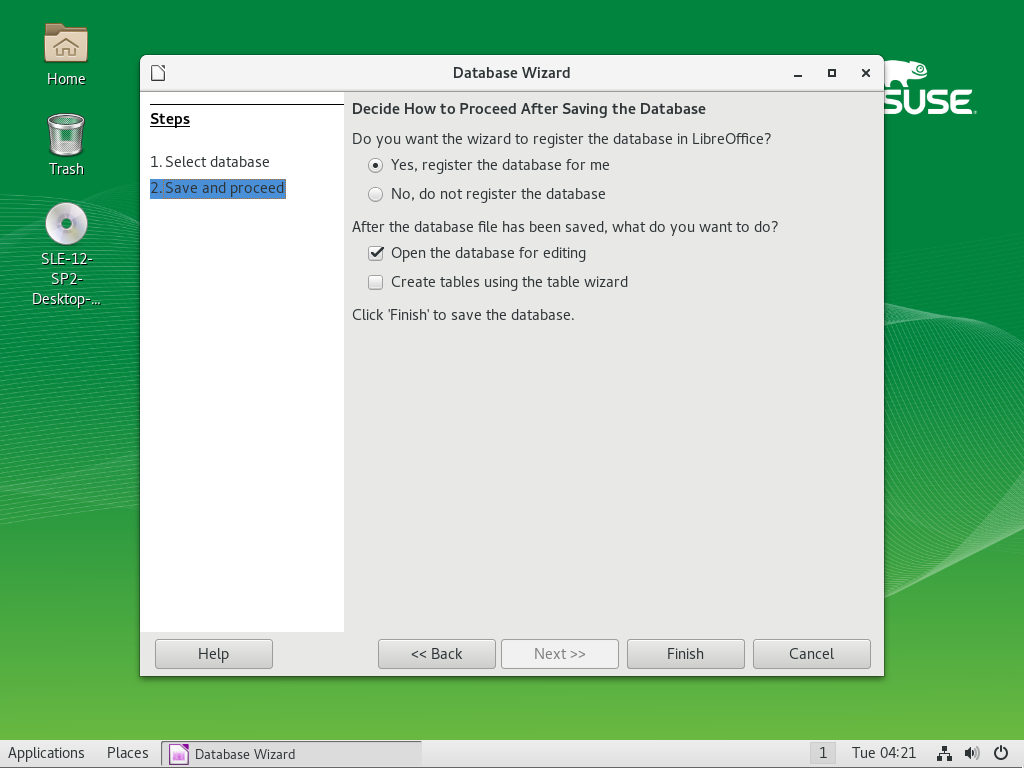 Home
Trash
SLE-12-
SP2-
Desktop-...
SUSE
Database Wizard
Steps
1. Select database
2. Save and proceed
Decide How to Proceed After Saving the Database
Do you want the wizard to register the database in LibreOffice?
Yes, register the database for me
No, do not register the database
After the database file has been saved, what do you want to do?
Open the database for editing
Create tables using the table wizard
Click 'Finish' to save the database.
Help
<< Back
Next >>
Finish
Cancel
Applications
Places
Database Wizard
1
Tue 04:21